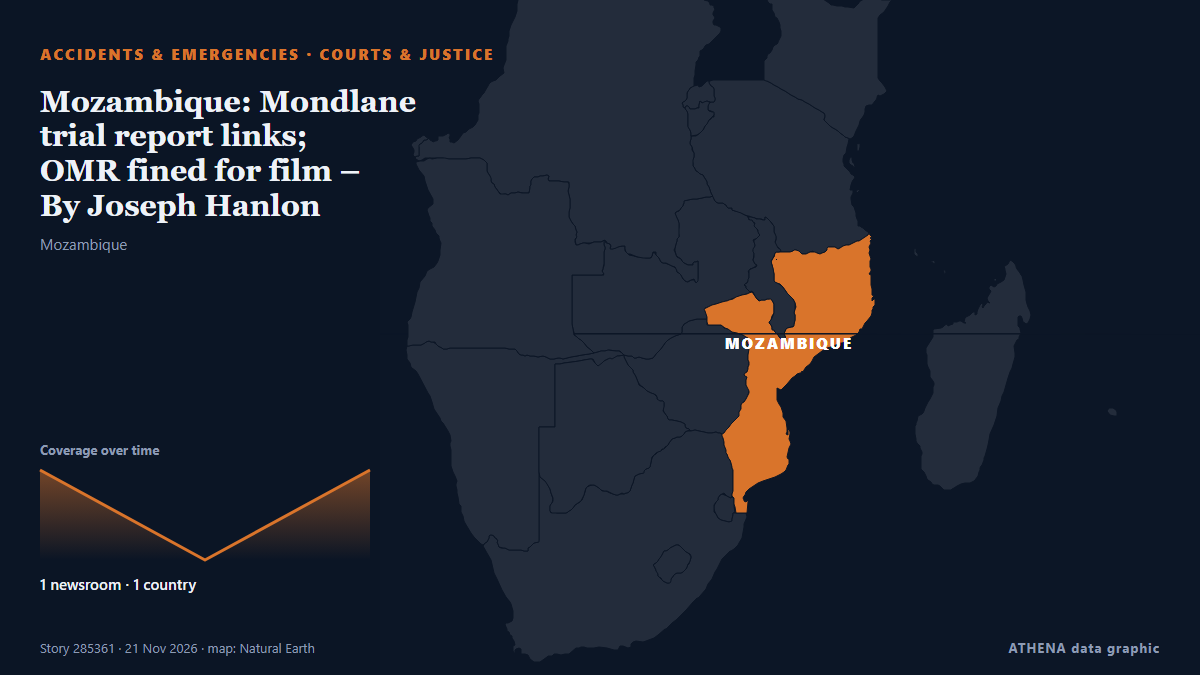 ACCIDENTS & EMERGENCIES · COURTS & JUSTICE
Mozambique: Mondlane
trial report links;
OMR fined for film –
By Joseph Hanlon
Mozambique
MOZAMBIQUE
Coverage over time
1 newsroom · 1 country
Story 285361 · 21 Nov 2026 · map: Natural Earth
ATHENA data graphic